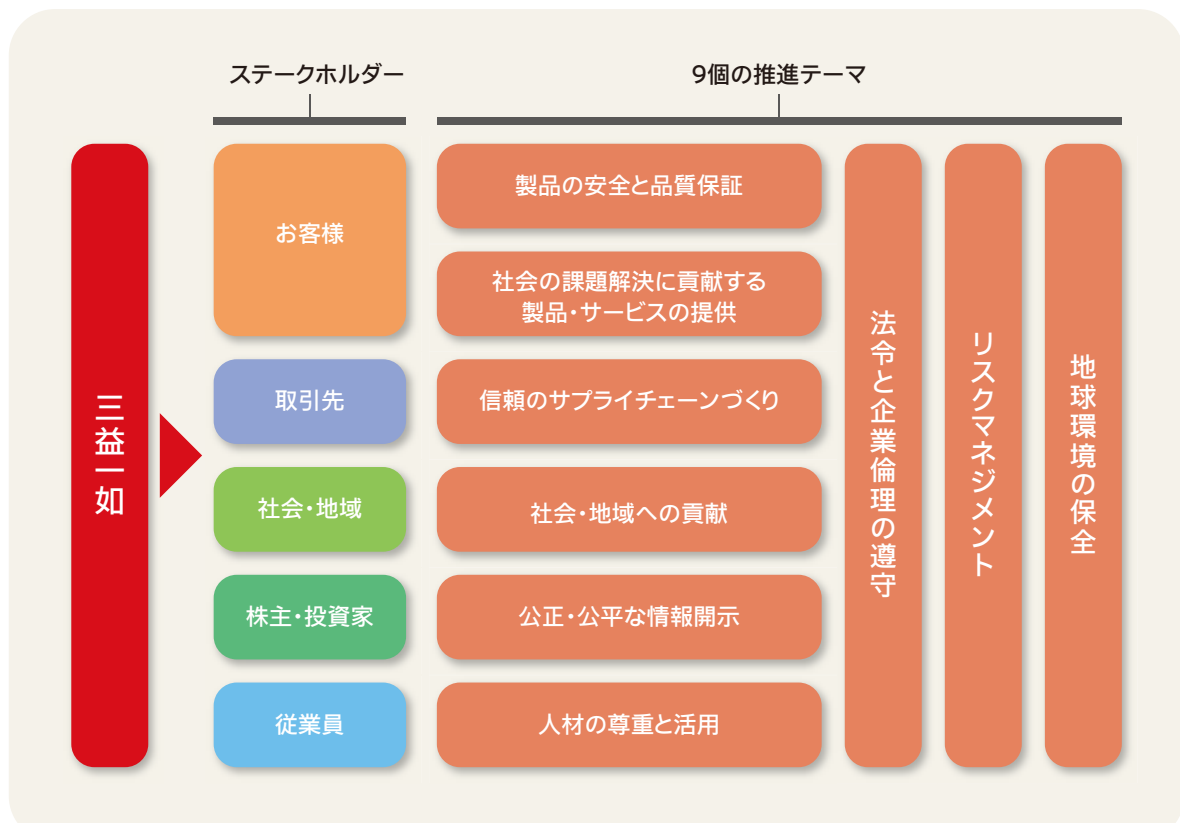 ステークホルダー
9個の推進テーマ
三益一如
お客様
製品の安全と品質保証
社会の課題解決に貢献する
製品・サービスの提供
取引先
信頼のサプライチェーンづくり
社会・地域
社会・地域への貢献
株主・投資家
公正・公平な情報開示
従業員
人材の尊重と活用
法令と企業倫理の遵守
リスクマネジメント
地球環境の保全